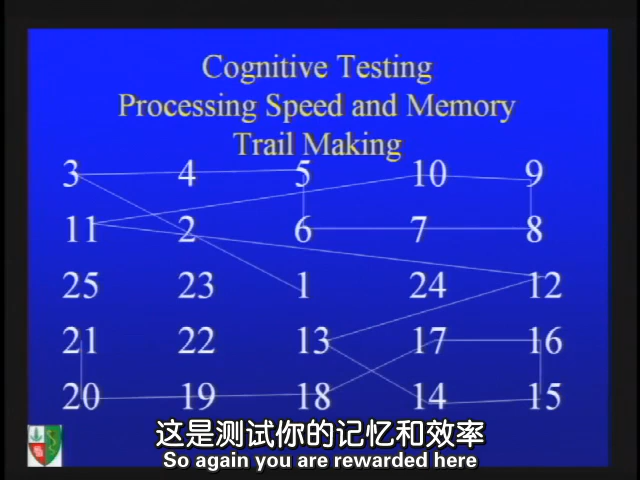 Cognitive Testing
Processing Speed and Memory
Trail Making
3 4 5 10 9
11 2 6 7 8
25 23 1 24 12
21 22 13 17 16
20 19 18 14 15
这是测试你的记忆和效率
So again you are rewarded here